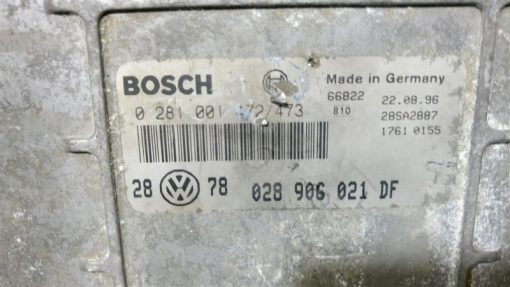 BOSCH
Made in Germany
66822 22.08.96
0 281 001 472/473
810 28SA2887
1761 0155
28 78 028 906 021 DF